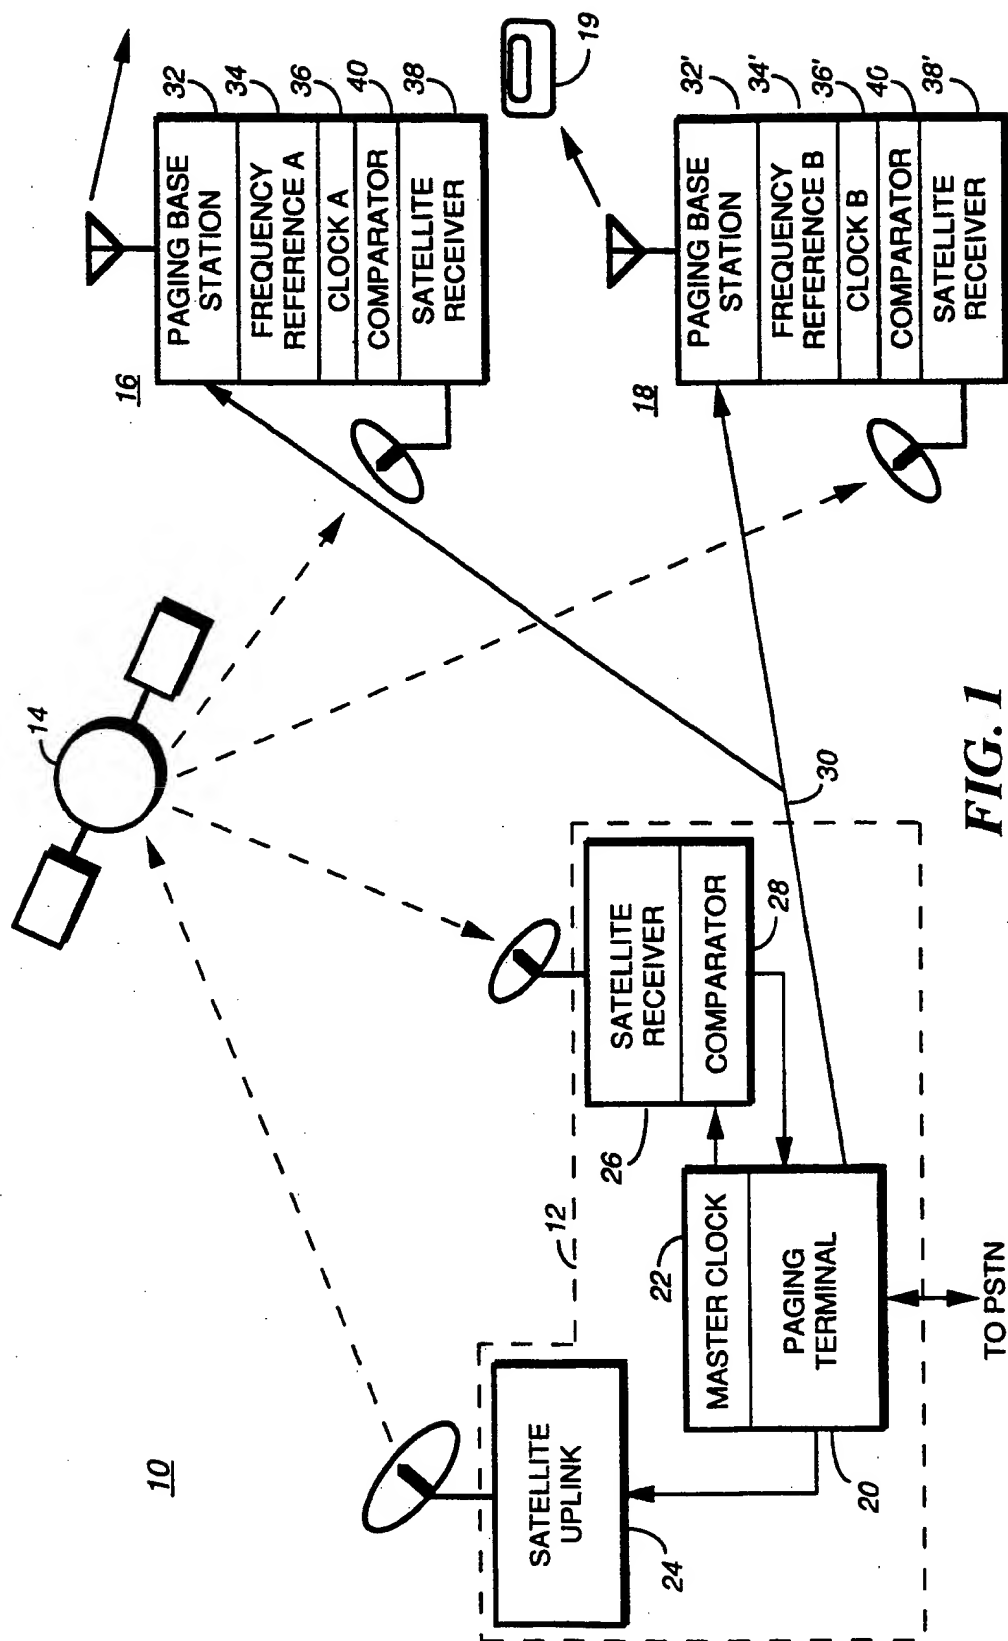 10
14
12
SATELLITE
UPLINK
24
MASTER CLOCK
22
PAGING
TERMINAL
20
TO PSTN
SATELLITE
RECEIVER
26
COMPARATOR
28
30
16
PAGING BASE
STATION
32
FREQUENCY
REFERENCE A
34
CLOCK A
36
COMPARATOR
40
SATELLITE
RECEIVER
38
19
18
PAGING BASE
STATION
32'
FREQUENCY
REFERENCE B
34'
CLOCK B
36'
COMPARATOR
40
SATELLITE
RECEIVER
38'
FIG. 1